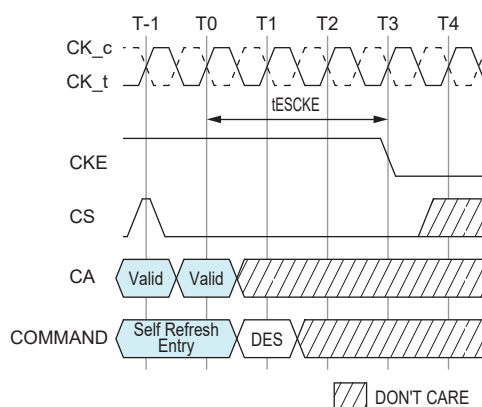 T-1 T0 T1 T2 T3 T4
CK_c
CK_t
tESCKE
CKE
CS
CA Valid Valid
COMMAND Self Refresh
Entry DES
DON'T CARE